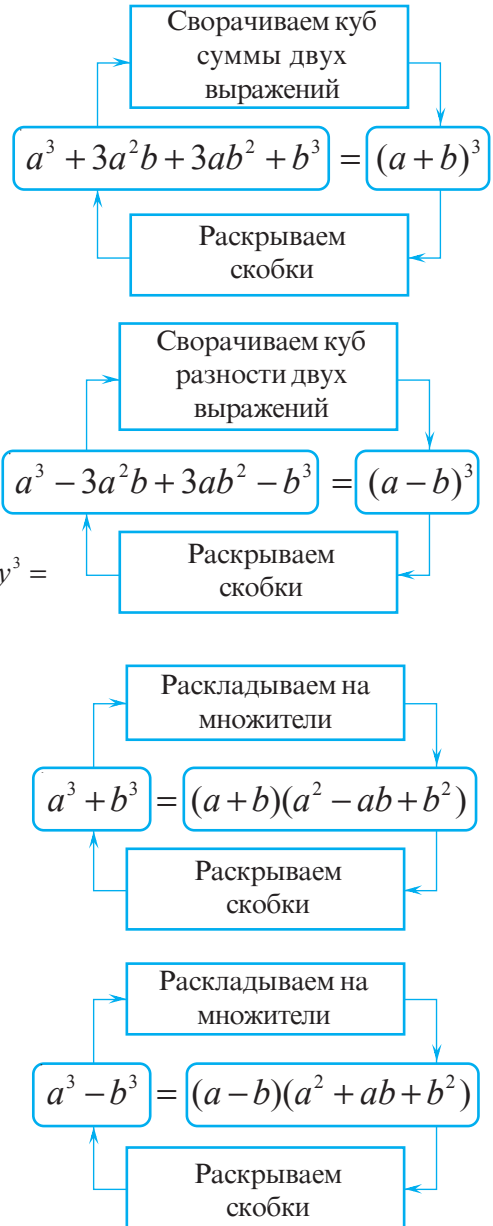 Сворачиваем куб
суммы двух
выражений
a³ + 3a²b + 3ab² + b³ = (a + b)³
Раскрываем
скобки
Сворачиваем куб
разности двух
выражений
a³ − 3a²b + 3ab² − b³ = (a − b)³
Раскрываем
скобки
y³ =
Раскладываем на
множители
a³ + b³ = (a + b)(a² − ab + b²)
Раскрываем
скобки
Раскладываем на
множители
a³ − b³ = (a − b)(a² + ab + b²)
Раскрываем
скобки